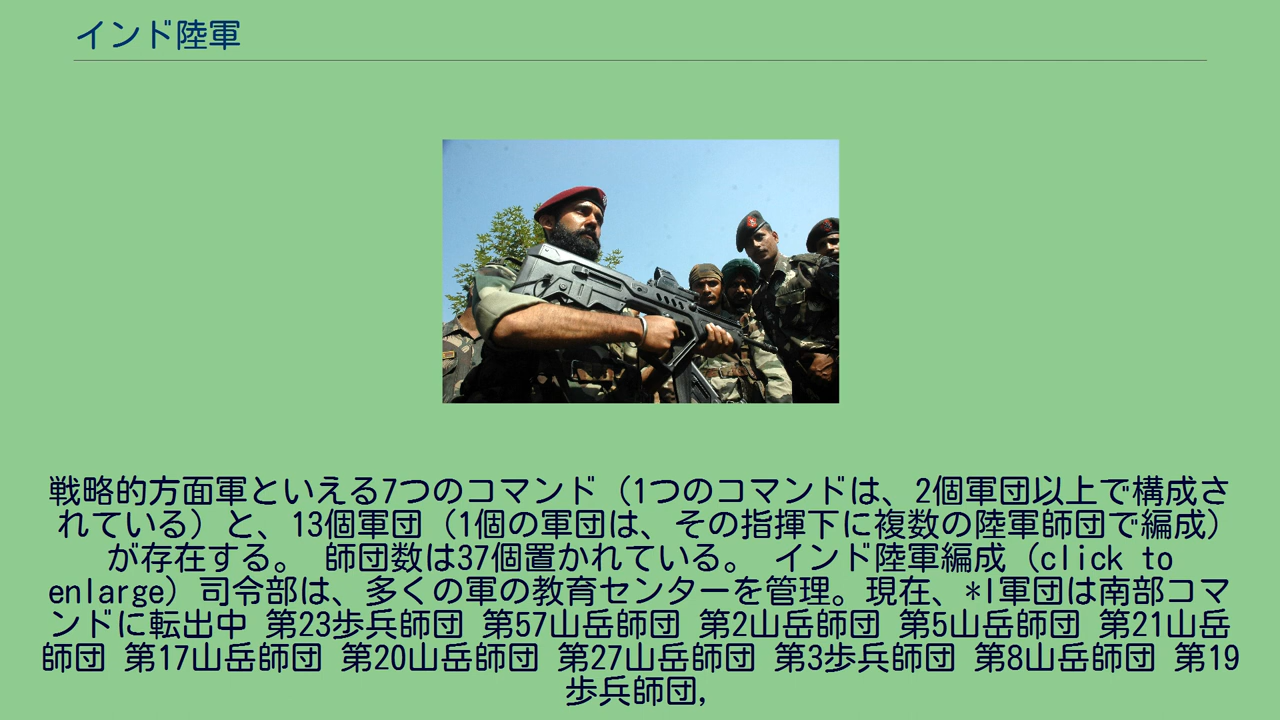 インド陸軍
戦略的方面軍といえる7つのコマンド（1つのコマンドは、2個軍団以上で構成さ
れている）と、13個軍団（1個の軍団は、その指揮下に複数の陸軍師団で編成）
が存在する。 師団数は37個置かれている。 インド陸軍編成（click to
enlarge）司令部は、多くの軍の教育センターを管理。現在、*I軍団は南部コマ
ンドに転出中 第23歩兵師団 第57山岳師団 第2山岳師団 第5山岳師団 第21山岳
師団 第17山岳師団 第20山岳師団 第27山岳師団 第3歩兵師団 第8山岳師団 第19
歩兵師団,